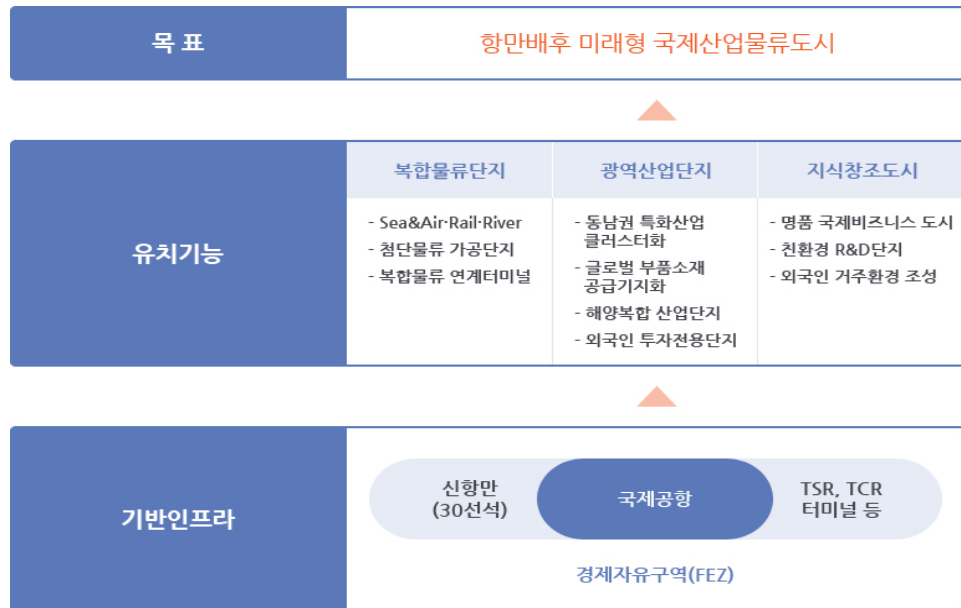 목 표
항만배후 미래형 국제산업물류도시
유치기능
복합물류단지
- Sea&Air·Rail·River
- 첨단물류 가공단지
- 복합물류 연계터미널
광역산업단지
- 동남권 특화산업
클러스터화
- 글로벌 부품소재
공급기지화
- 해양복합 산업단지
- 외국인 투자전용단지
지식창조도시
- 명품 국제비즈니스 도시
- 친환경 R&D단지
- 외국인 거주환경 조성
기반인프라
신항만
(30선석)
국제공항
TSR, TCR
터미널 등
경제자유구역(FEZ)